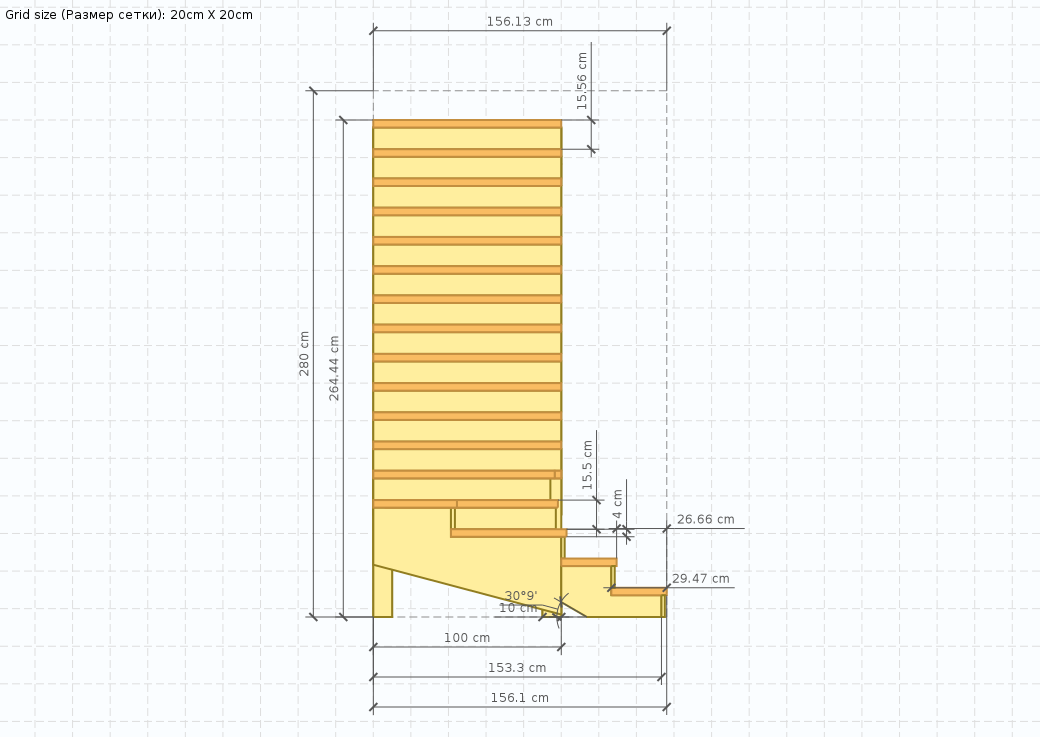 Grid size (Размер сетки): 20cm X 20cm
156.13 cm
15.56 cm
280 cm
264.44 cm
15.5 cm
4 cm
26.66 cm
29.47 cm
30°9'
10 cm
100 cm
153.3 cm
156.1 cm